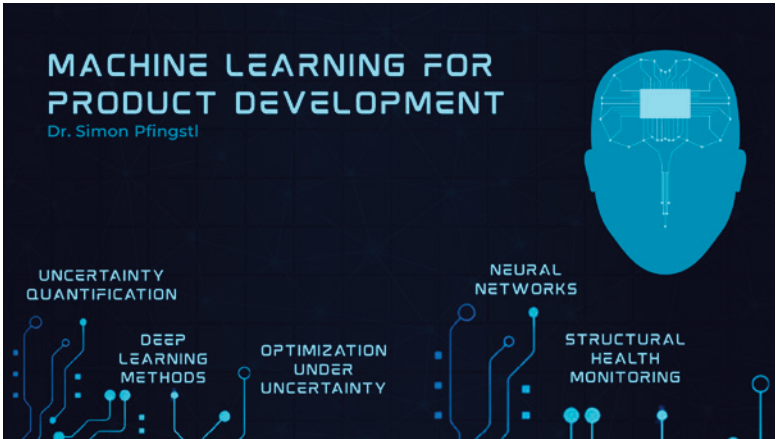 MACHINE LEARNING FOR
PRODUCT DEVELOPMENT
Dr. Simon Pfingstl
UNCERTAINTY
QUANTIFICATION
DEEP
LEARNING
METHODS
OPTIMIZATION
UNDER
UNCERTAINTY
NEURAL
NETWORKS
STRUCTURAL
HEALTH
MONITORING